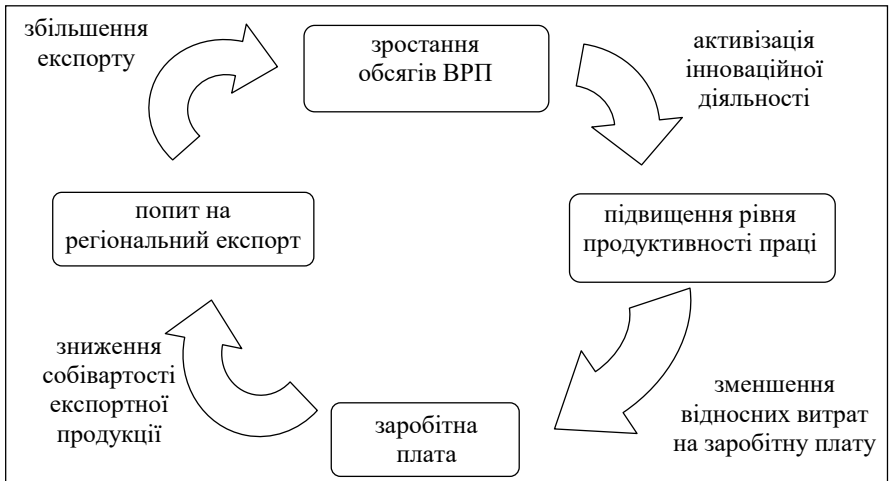 збільшення
експорту
зростання
обсягів ВРП
активізація
інноваційної
діяльності
попит на
регіональний експорт
підвищення рівня
продуктивності праці
зниження
собівартості
експортної
продукції
заробітна
плата
зменшення
відносних витрат
на заробітну плату